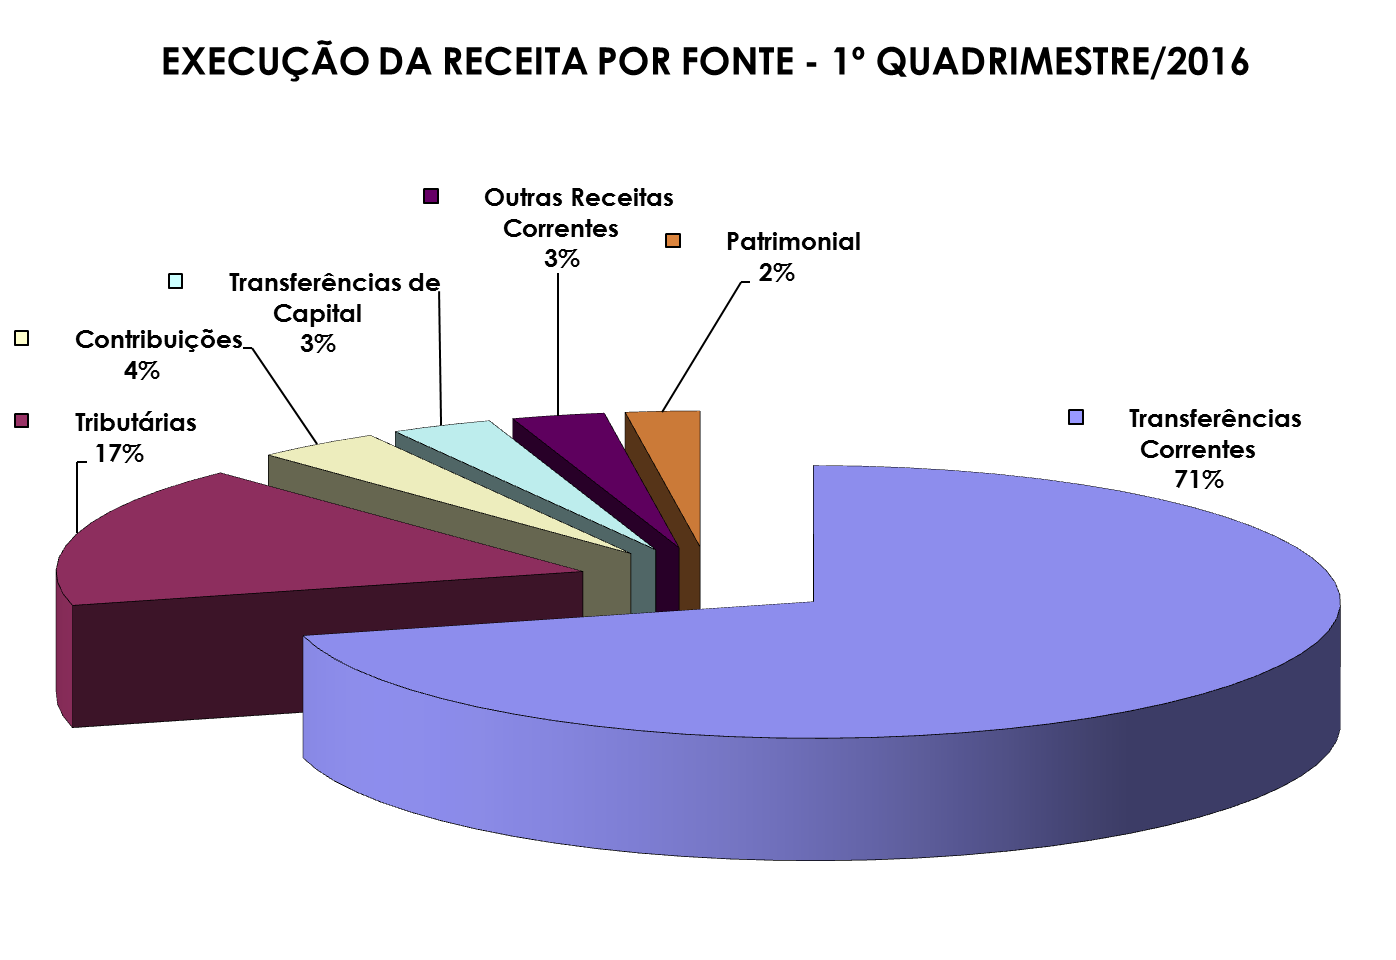 EXECUÇÃO DA RECEITA POR FONTE - 1º QUADRIMESTRE/2016
Outras Receitas
Correntes
3%
Patrimonial
2%
Transferências de
Capital
3%
Contribuições
4%
Tributárias
17%
Transferências
Correntes
71%